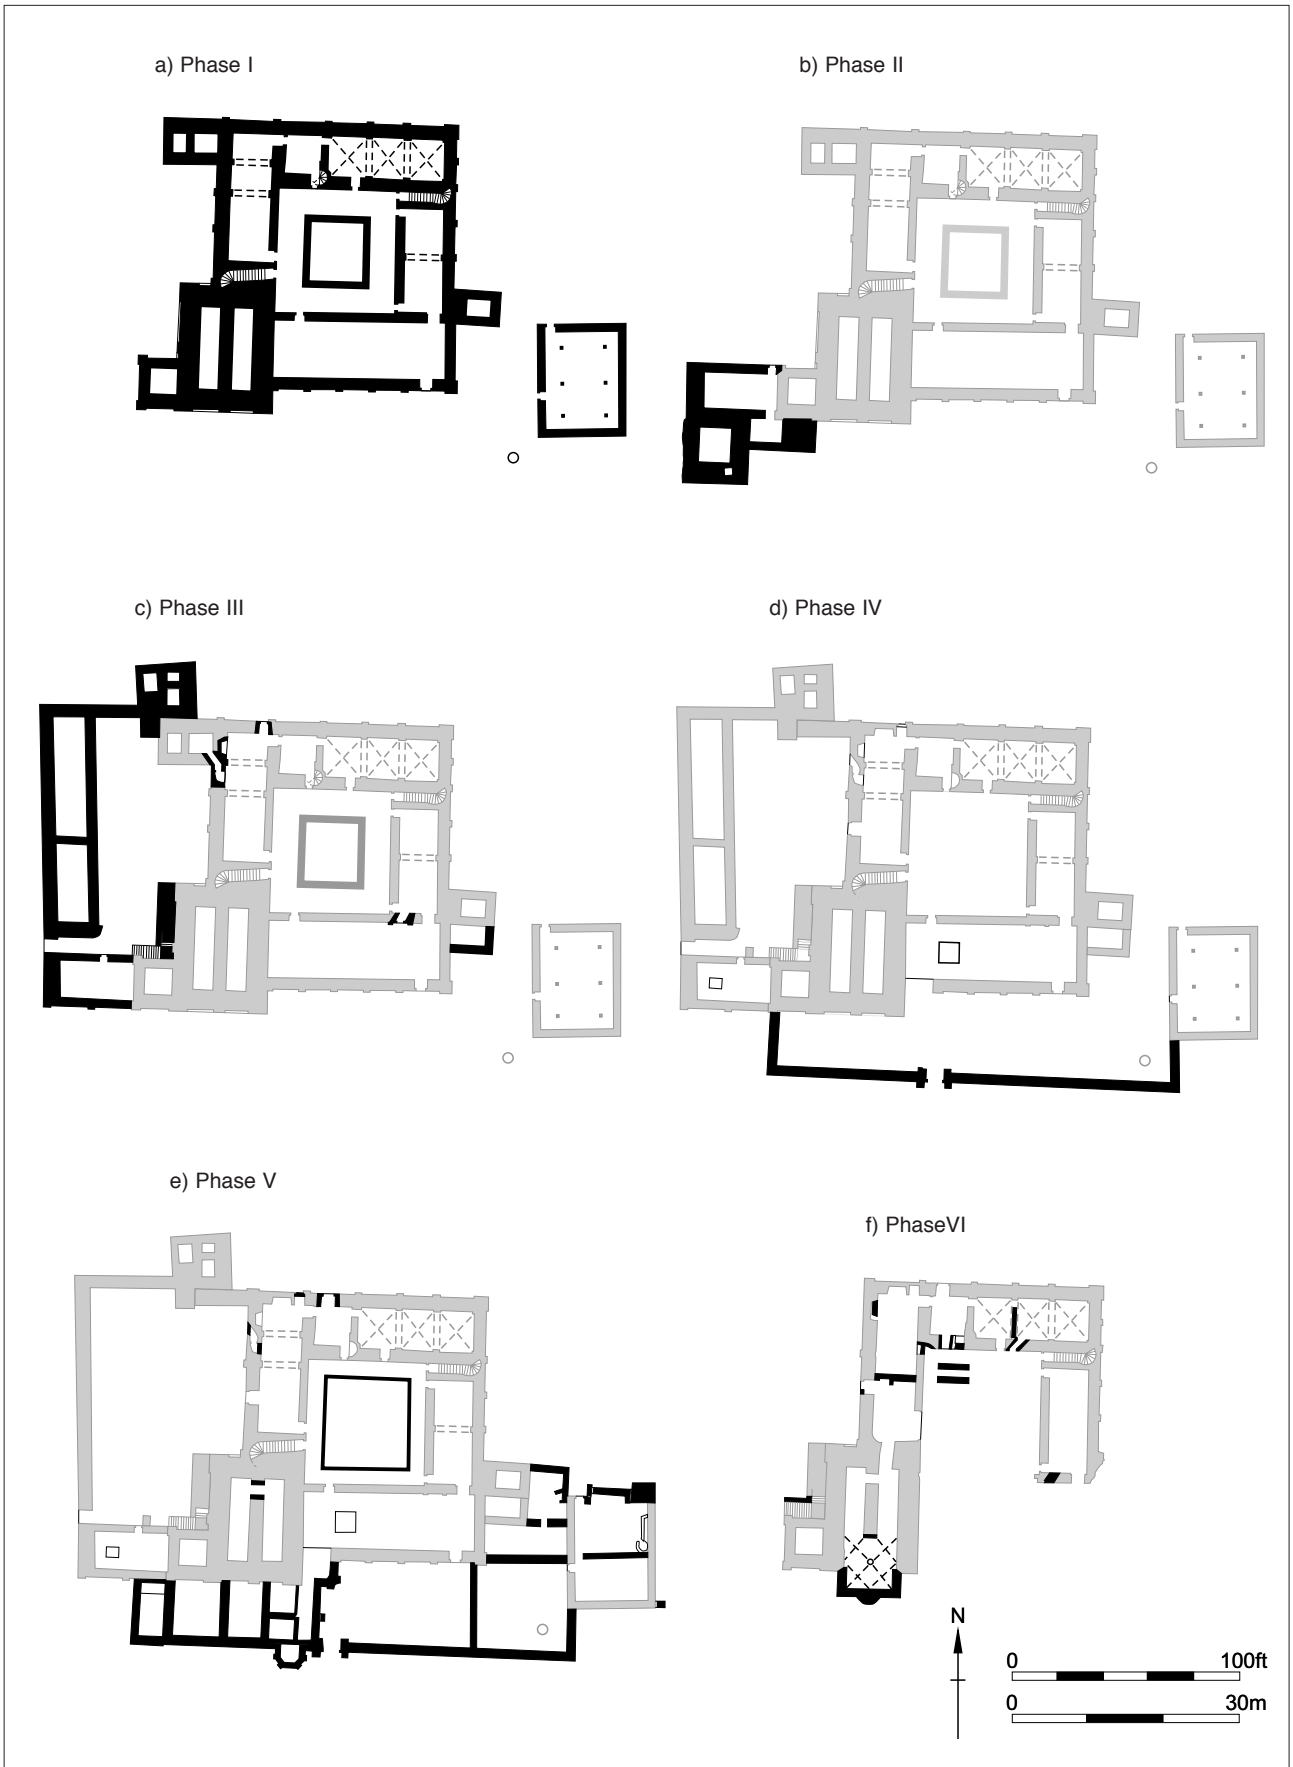 a) Phase I
b) Phase II
c) Phase III
d) Phase IV
e) Phase V
f) PhaseVI
N
0 100ft
0 30m